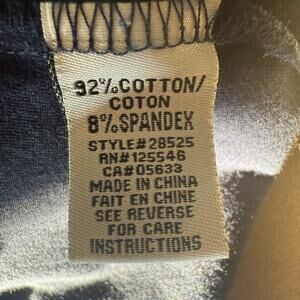 92%COTTON/
COTON
8%SPANDEX
STYLE#28525
RN#125546
CA#05633
MADE IN CHINA
FAIT EN CHINE
SEE REVERSE
FOR CARE
INSTRUCTIONS